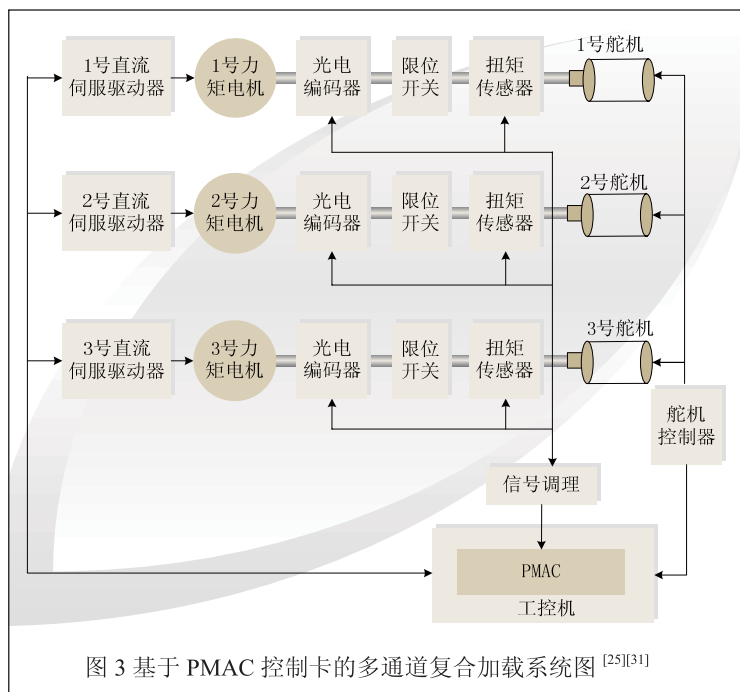 1号舵机
1号直流
伺服驱动器
1号力
矩电机
光电
编码器
限位
开关
扭矩
传感器
2号舵机
2号直流
伺服驱动器
2号力
矩电机
光电
编码器
限位
开关
扭矩
传感器
3号舵机
3号直流
伺服驱动器
3号力
矩电机
光电
编码器
限位
开关
扭矩
传感器
舵机
控制器
信号调理
PMAC
工控机
图 3 基于 PMAC 控制卡的多通道复合加载系统图 [25][31]